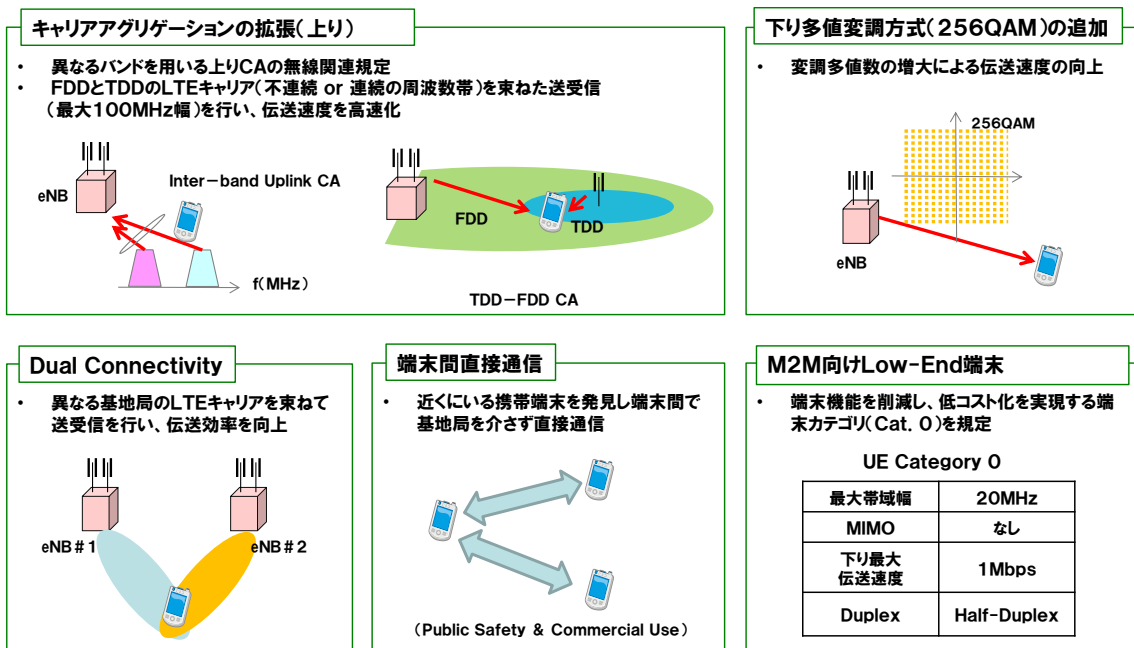 キャリアアグリゲーションの拡張(上り)
・ 異なるバンドを用いる上りCAの無線関連規定
・ FDDとTDDのLTEキャリア(不連続 or 連続の周波数帯)を束ねた送受信
(最大100MHz幅)を行い、伝送速度を高速化
eNB
Inter-band Uplink CA
f(MHz)
FDD
TDD
TDD-FDD CA
下り多値変調方式(256QAM)の追加
・ 変調多値数の増大による伝送速度の向上
256QAM
eNB
Dual Connectivity
・ 異なる基地局のLTEキャリアを束ねて
送受信を行い、伝送効率を向上
eNB#1
eNB#2
端末間直接通信
・ 近くにいる携帯端末を発見し端末間で
基地局を介さず直接通信
(Public Safety & Commercial Use)
M2M向けLow-End端末
・ 端末機能を削減し、低コスト化を実現する端
末カテゴリ(Cat. 0)を規定
UE Category 0
最大帯域幅 20MHz
MIMO なし
下り最大
伝送速度 1Mbps
Duplex Half-Duplex